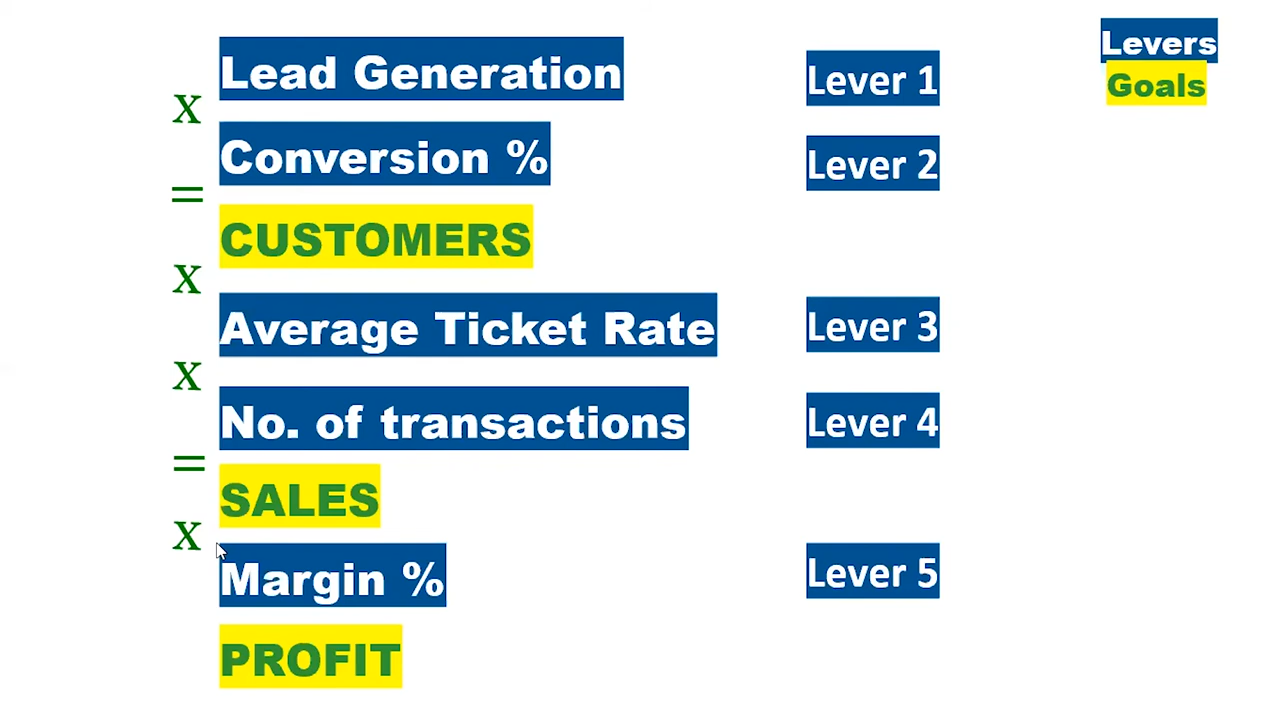 Lead Generation Lever 1 Levers
Goals
x
Conversion % Lever 2
=
CUSTOMERS
x
Average Ticket Rate Lever 3
x
No. of transactions Lever 4
=
SALES
x
Margin % Lever 5
PROFIT